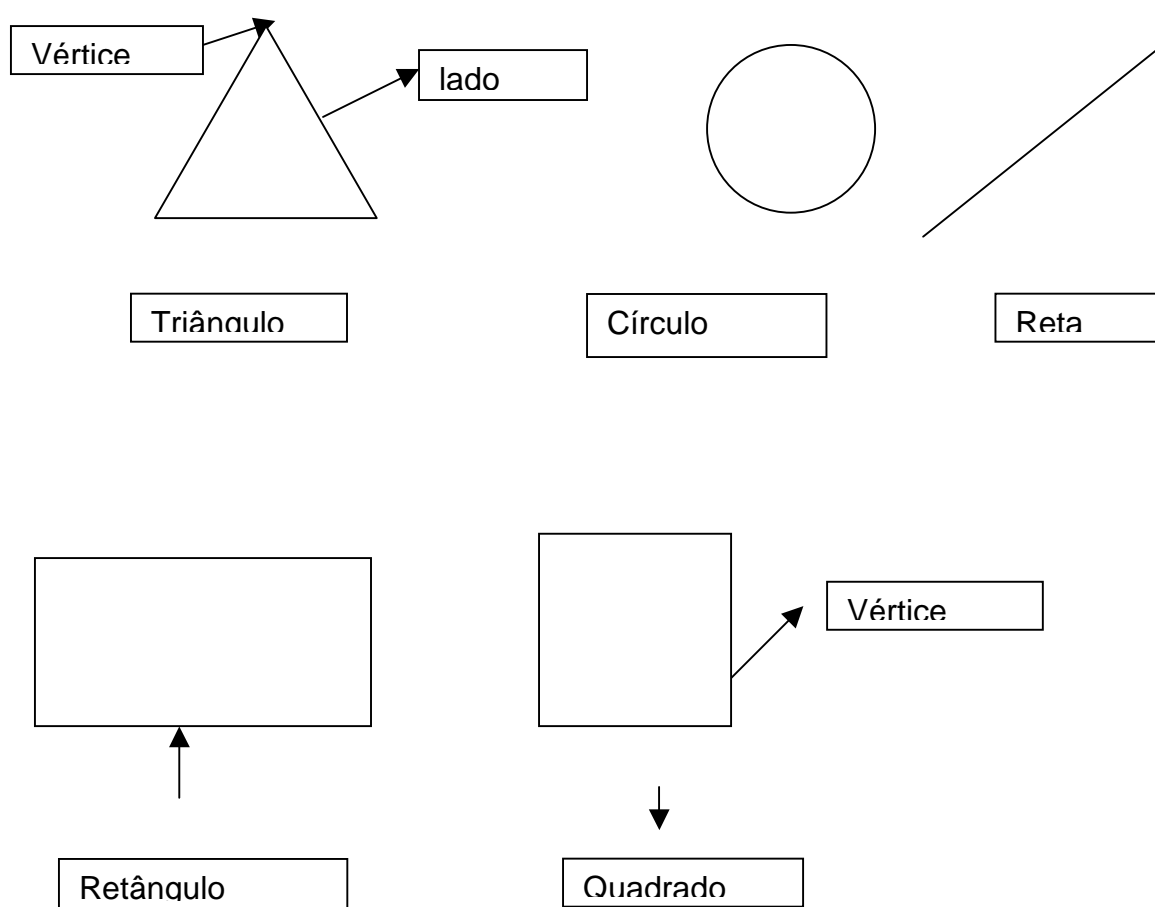 Vértice
lado
Triângulo
Círculo
Reta
Vértice
Retângulo
Quadrado